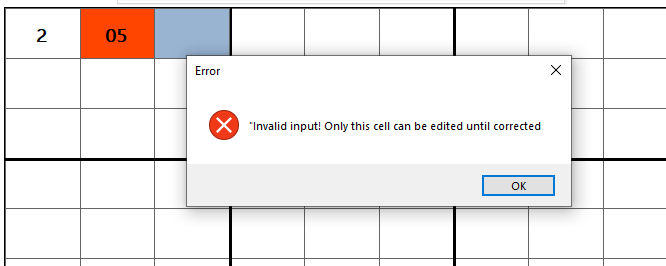 2 05
Error
"Invalid input! Only this cell can be edited until corrected
OK